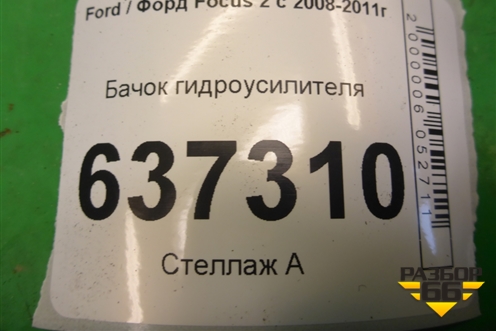 Ford / Форд Focus 2 с 2008-2011г
Бачок гидроусилителя
637310
Стеллаж А
2000006052711
РАЗБОР
66